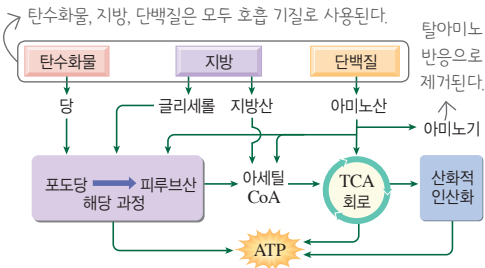 탄수화물, 지방, 단백질은 모두 호흡 기질로 사용된다.
탈아미노
반응으로
제거된다.
탄수화물
지방
단백질
당
글리세롤
지방산
아미노산
아미노기
포도당
피루브산
해당 과정
아세틸
CoA
TCA
회로
산화적
인산화
ATP